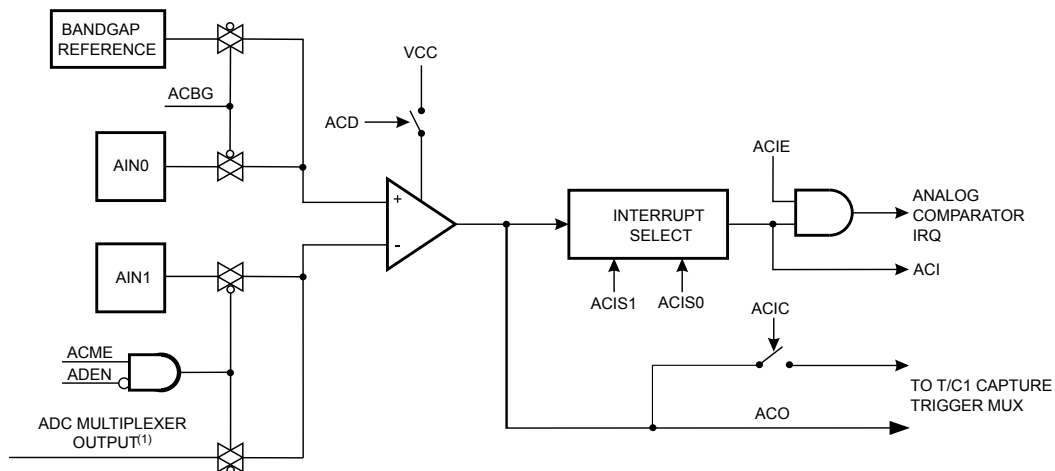 BANDGAP
REFERENCE
VCC
ACBG
ACD
AIN0
ACIE
+
-
INTERRUPT
SELECT
ANALOG
COMPARATOR
IRQ
AIN1
ACI
ACIS1
ACIS0
ACIC
ACME
ADEN
TO T/C1 CAPTURE
TRIGGER MUX
ADC MULTIPLEXER
OUTPUT(1)
ACO